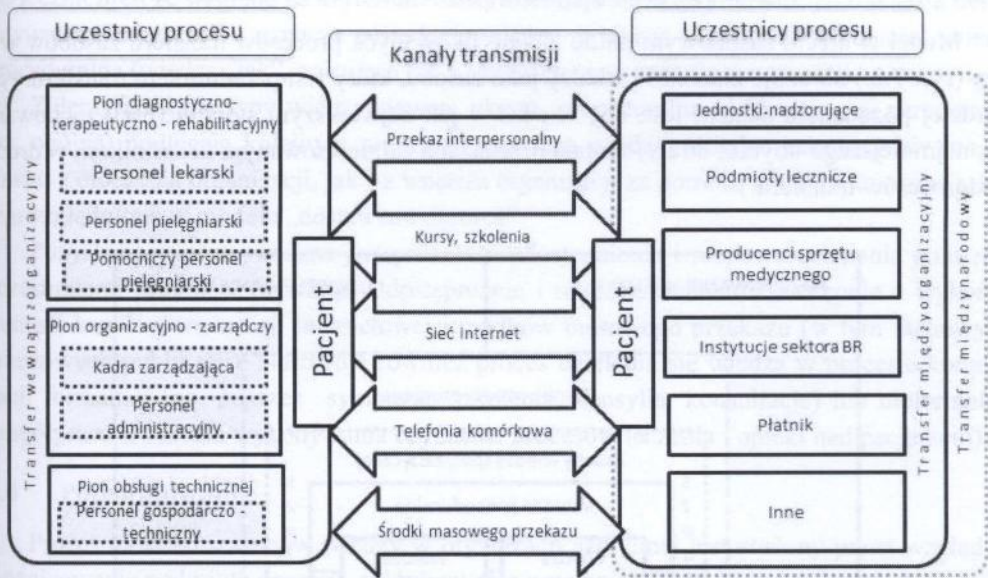 Uczestnicy procesu
Kanały transmisji
Uczestnicy procesu
Transfer wewnątrzorganizacyjny
Pion diagnostyczno-
terapeutyczno - rehabilitacyjny
Personel lekarski
Personel pielęgniarski
Pomocniczy personel
pielęgniarski
Pion organizacyjno - zarządczy
Kadra zarządzająca
Personel
administracyjny
Pion obsługi technicznej
Personel gospodarczo -
techniczny
Pacjent
Przekaz interpersonalny
Kursy, szkolenia
Sieć Internet
Telefonia komórkowa
Środki masowego przekazu
Pacjent
Jednostki nadzorujące
Podmioty lecznicze
Producenci sprzętu
medycznego
Instytucje sektora BR
Płatnik
Inne
Transfer międzyorganizacyjny
Transfer międzynarodowy